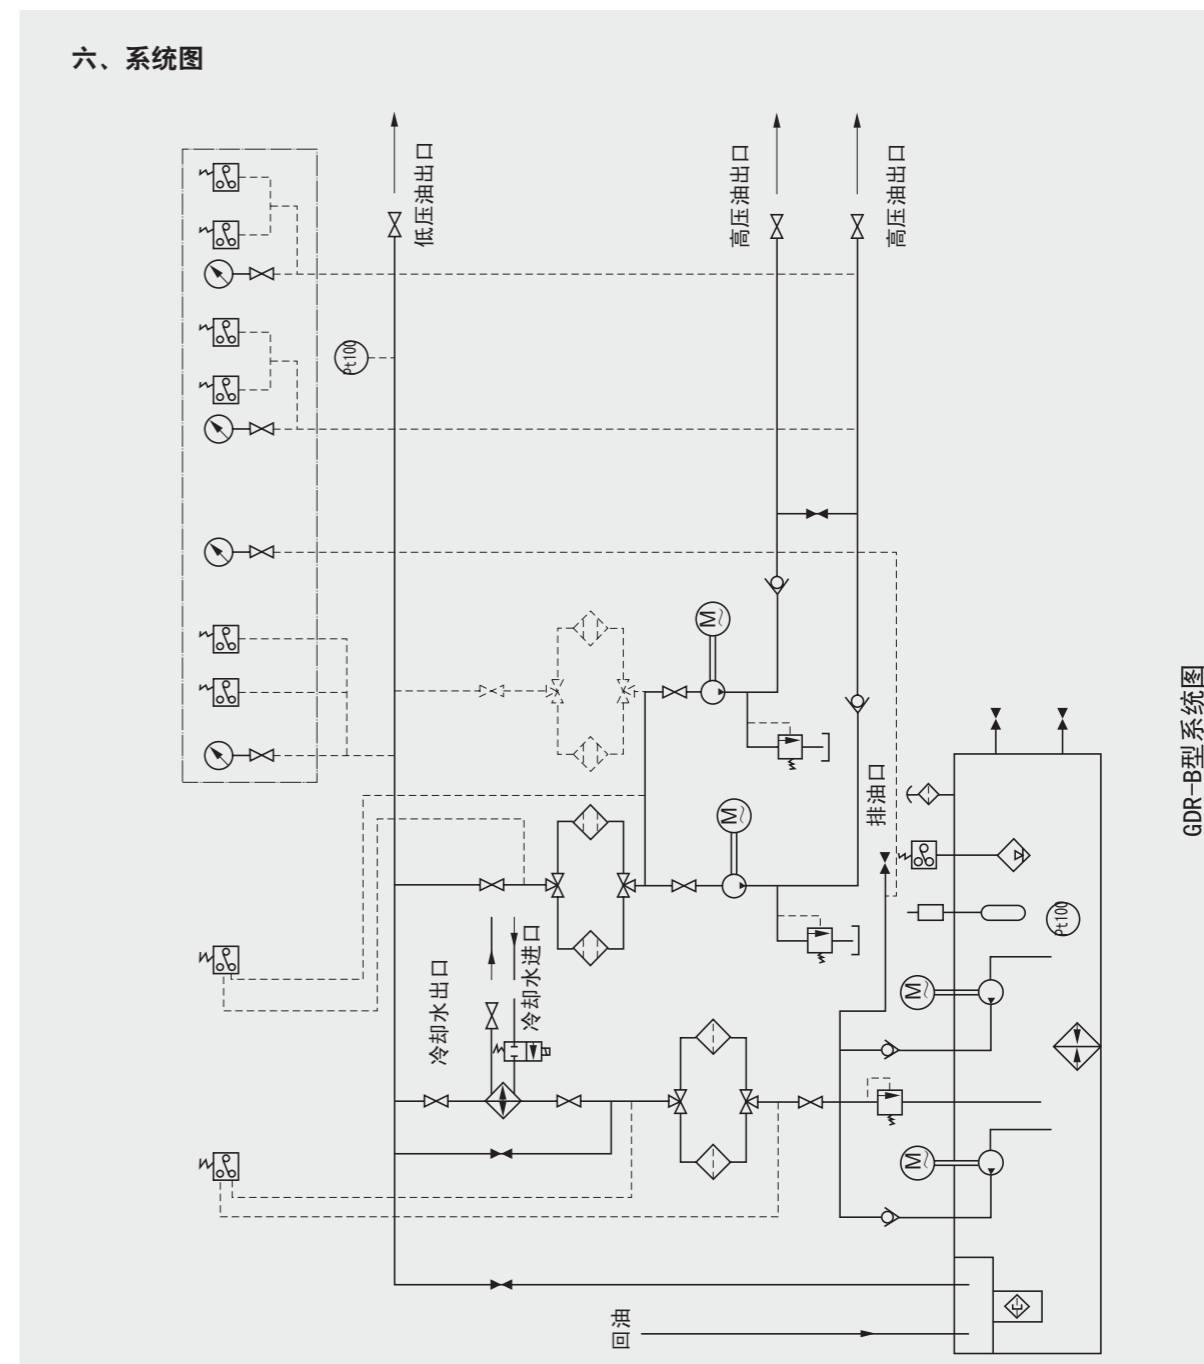 六、系统图
低压油出口
高压油出口
高压油出口
Pt100
M
M
排油口
冷却水出口
冷却水进口
Pt100
M
M
回油
GDR-B型系统图